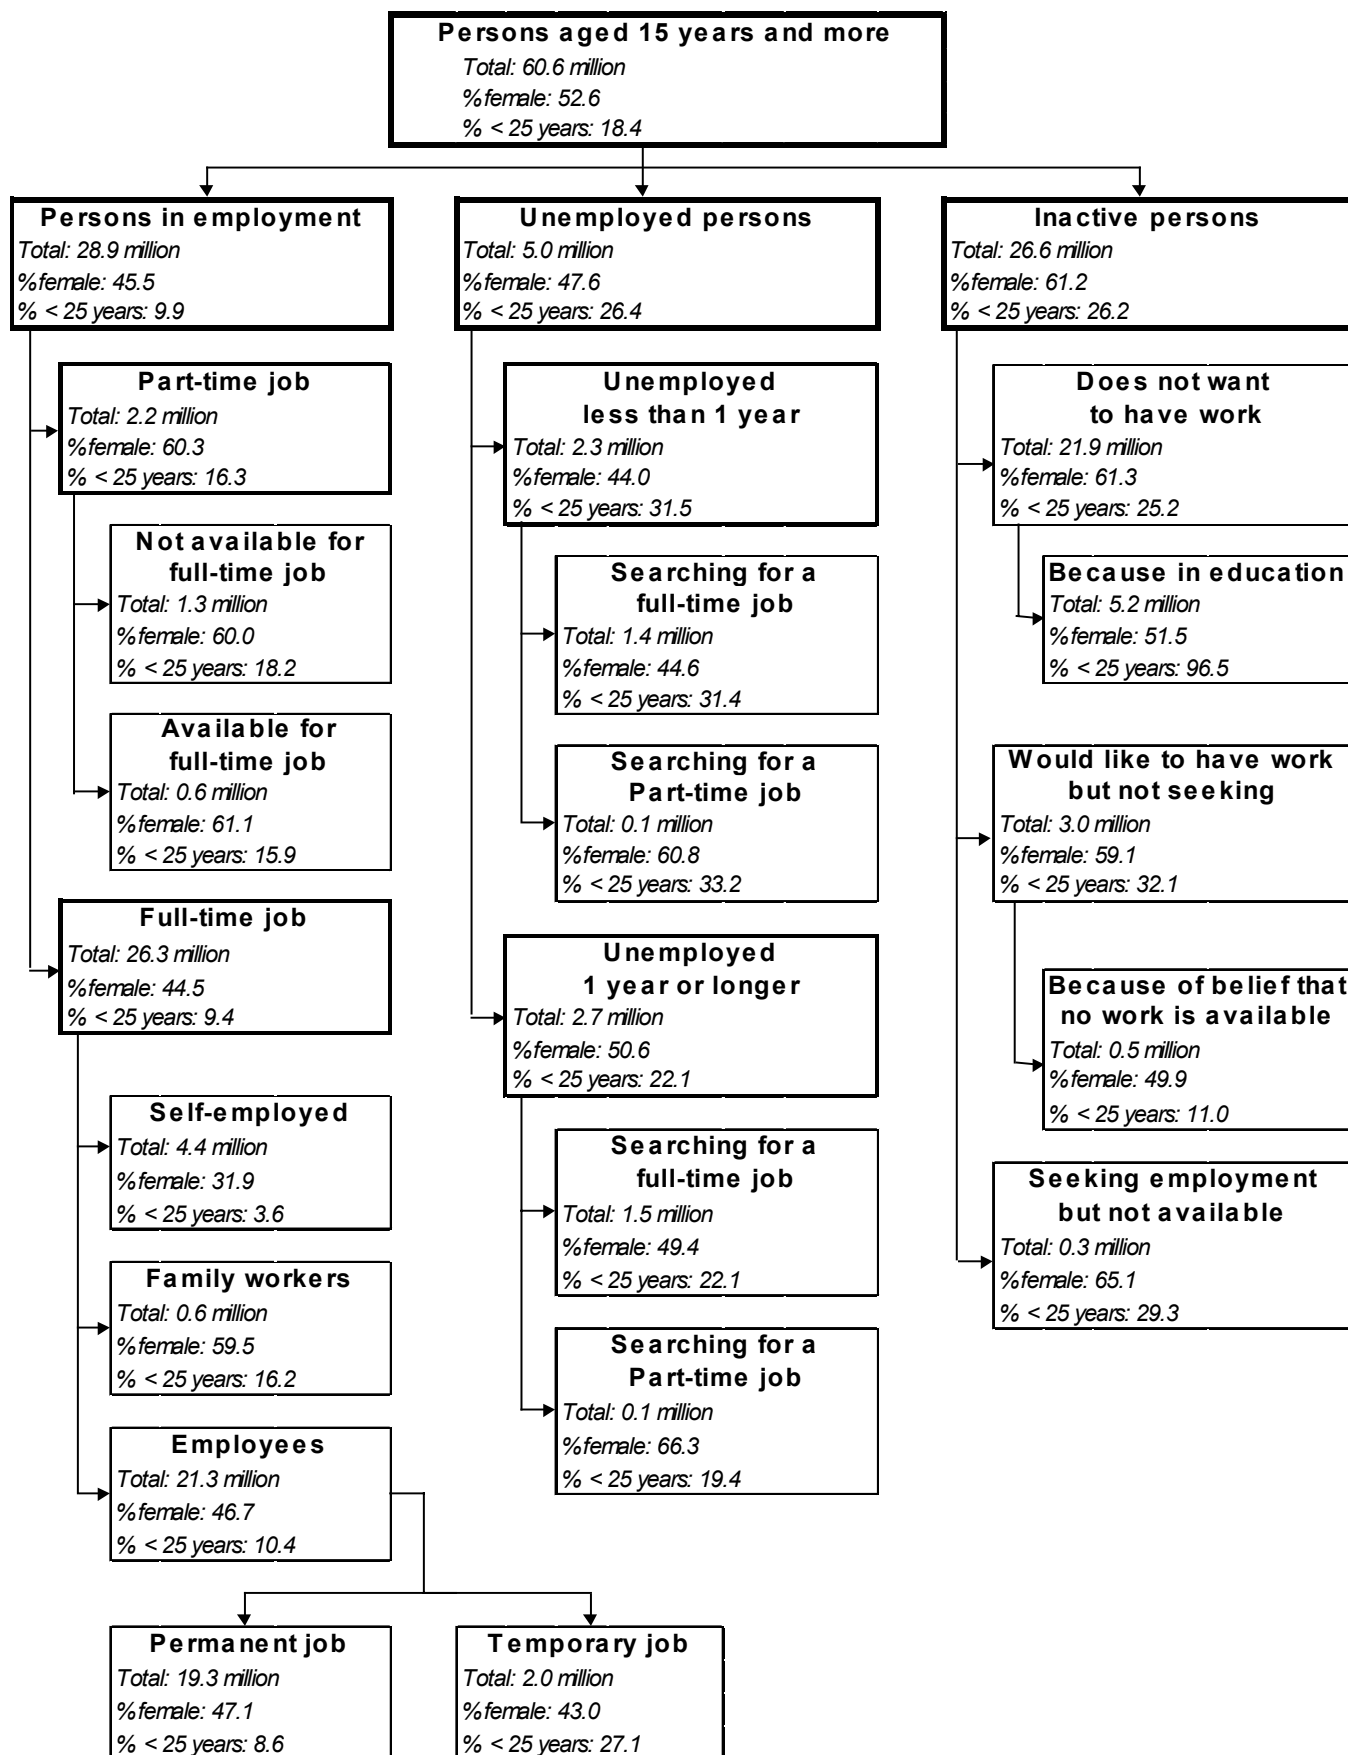 Persons aged 15 years and more
Total: 60.6 million
%female: 52.6
% < 25 years: 18.4
Persons in employment
Total: 28.9 million
%female: 45.5
% < 25 years: 9.9
Part-time job
Total: 2.2 million
%female: 60.3
% < 25 years: 16.3
Not available for
full-time job
Total: 1.3 million
%female: 60.0
% < 25 years: 18.2
Available for
full-time job
Total: 0.6 million
%female: 61.1
% < 25 years: 15.9
Full-time job
Total: 26.3 million
%female: 44.5
% < 25 years: 9.4
Self-employed
Total: 4.4 million
%female: 31.9
% < 25 years: 3.6
Family workers
Total: 0.6 million
%female: 59.5
% < 25 years: 16.2
Employees
Total: 21.3 million
%female: 46.7
% < 25 years: 10.4
Permanent job
Total: 19.3 million
%female: 47.1
% < 25 years: 8.6
Temporary job
Total: 2.0 million
%female: 43.0
% < 25 years: 27.1
Unemployed persons
Total: 5.0 million
%female: 47.6
% < 25 years: 26.4
Unemployed
less than 1 year
Total: 2.3 million
%female: 44.0
% < 25 years: 31.5
Searching for a
full-time job
Total: 1.4 million
%female: 44.6
% < 25 years: 31.4
Searching for a
Part-time job
Total: 0.1 million
%female: 60.8
% < 25 years: 33.2
Unemployed
1 year or longer
Total: 2.7 million
%female: 50.6
% < 25 years: 22.1
Searching for a
full-time job
Total: 1.5 million
%female: 49.4
% < 25 years: 22.1
Searching for a
Part-time job
Total: 0.1 million
%female: 66.3
% < 25 years: 19.4
Inactive persons
Total: 26.6 million
%female: 61.2
% < 25 years: 26.2
Does not want
to have work
Total: 21.9 million
%female: 61.3
% < 25 years: 25.2
Because in education
Total: 5.2 million
%female: 51.5
% < 25 years: 96.5
Would like to have work
but not seeking
Total: 3.0 million
%female: 59.1
% < 25 years: 32.1
Because of belief that
no work is available
Total: 0.5 million
%female: 49.9
% < 25 years: 11.0
Seeking employment
but not available
Total: 0.3 million
%female: 65.1
% < 25 years: 29.3